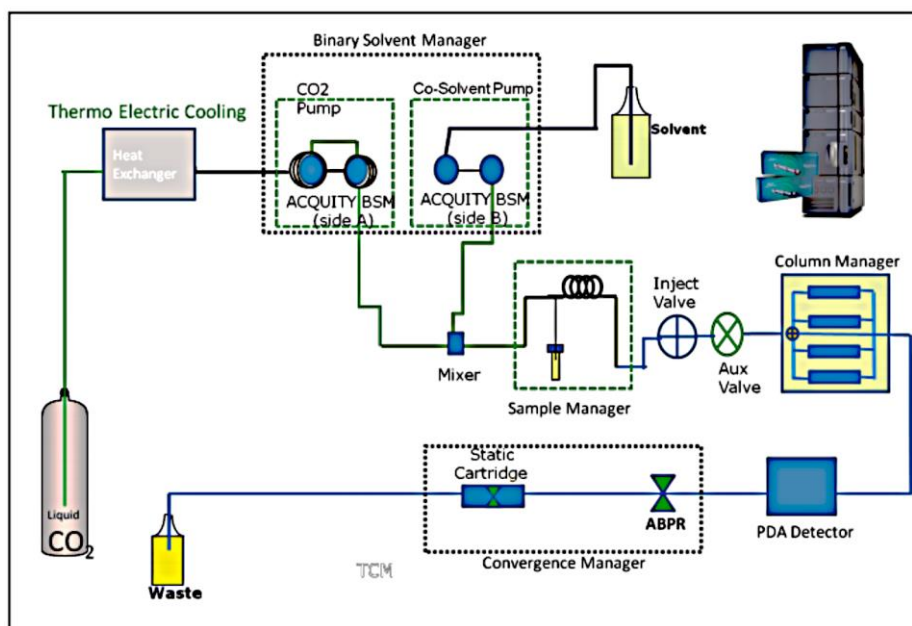 Binary Solvent Manager
CO2
Pump
Co-Solvent Pump
Thermo Electric Cooling
Heat
Exchanger
Solvent
ACQUITY BSM
(side A)
ACQUITY BSM
(side B)
Column Manager
Inject
Valve
Mixer
Aux
Valve
Sample Manager
Static
Cartridge
Liquid
CO2
ABPR
PDA Detector
Convergence Manager
TCM
Waste